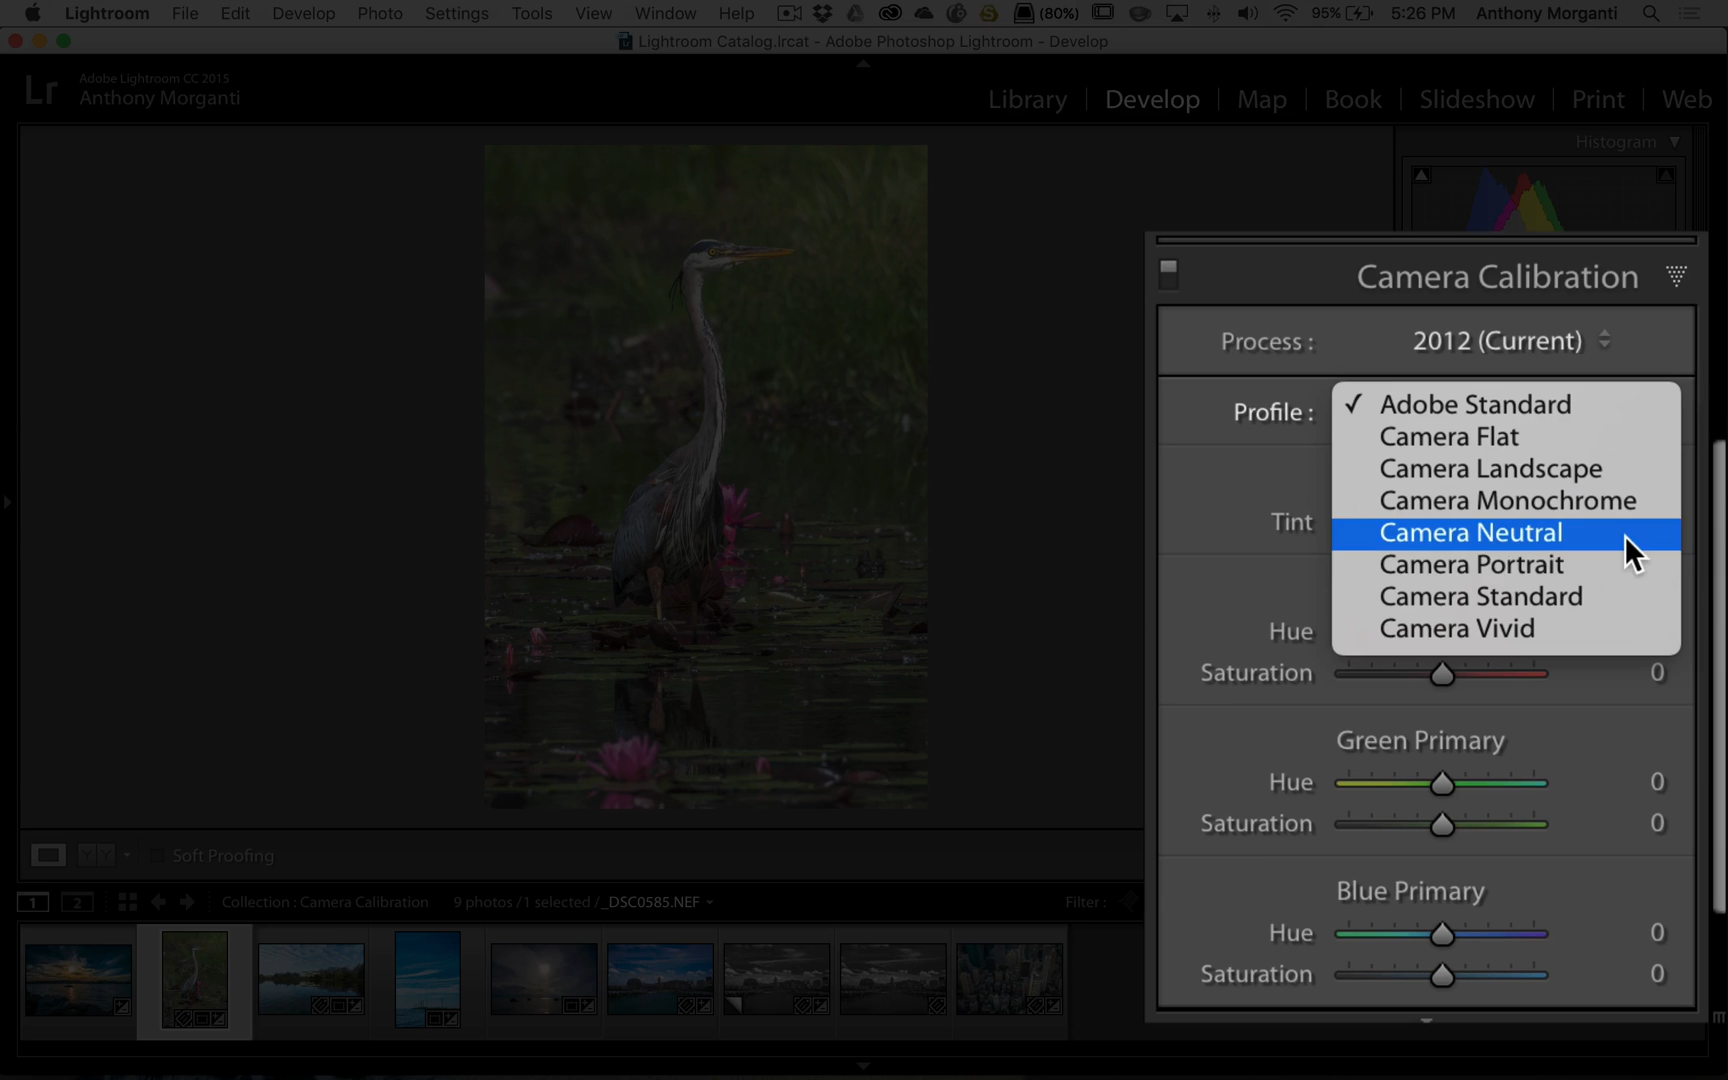 Lightroom File Edit Develop Photo Settings Tools View Window Help (80%) 95% 5:26 PM Anthony Morganti
Lightroom Catalog.lrcat - Adobe Photoshop Lightroom - Develop
Lr
Adobe Lightroom CC 2015
Anthony Morganti
Library | Develop | Map | Book | Slideshow | Print | Web
Histogram
Camera Calibration
Process : 2012 (Current)
Profile :
✓ Adobe Standard
Camera Flat
Camera Landscape
Camera Monochrome
Camera Neutral
Camera Portrait
Camera Standard
Camera Vivid
Tint
Hue
Saturation 0
Green Primary
Hue 0
Saturation 0
Blue Primary
Hue 0
Saturation 0
YY Soft Proofing
1 2 Collection : Camera Calibration 9 photos / 1 selected / _DSC0585.NEF Filter :